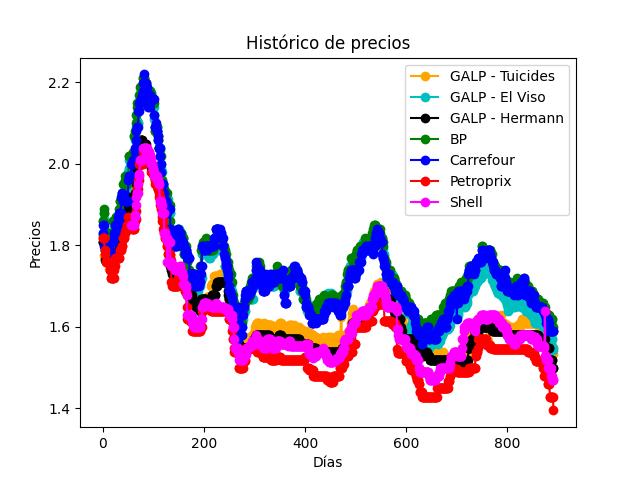 Histórico de precios
GALP - Tuicides
GALP - El Viso
GALP - Hermann
BP
Carrefour
Petroprix
Shell
Precios
2.2
2.0
1.8
1.6
1.4
0
200
400
600
800
Días